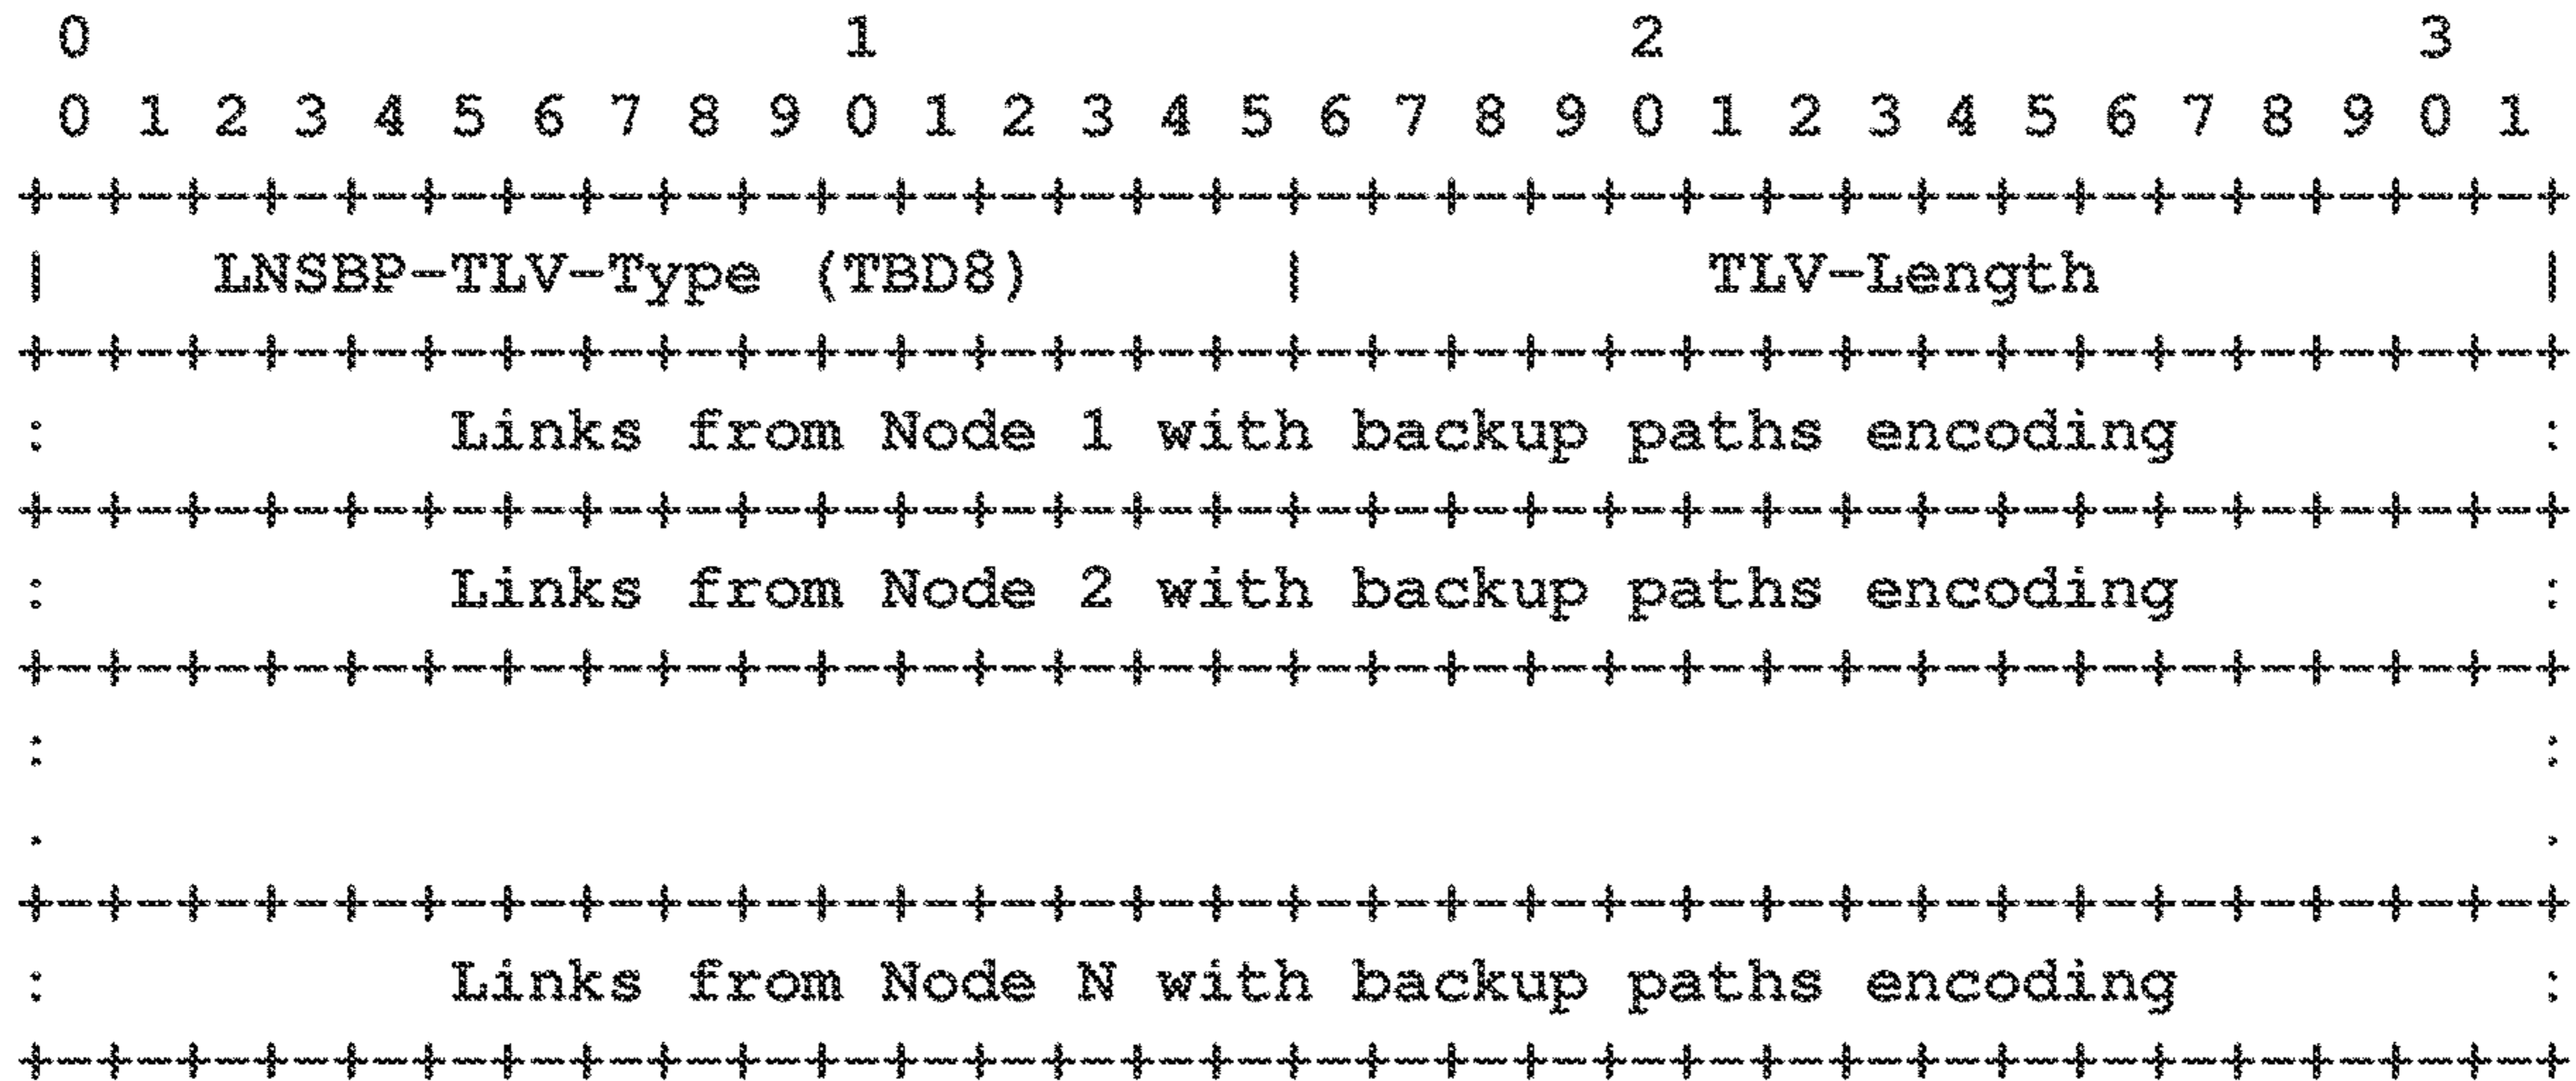 0                   1                   2                   3
 0 1 2 3 4 5 6 7 8 9 0 1 2 3 4 5 6 7 8 9 0 1 2 3 4 5 6 7 8 9 0 1
+-+-+-+-+-+-+-+-+-+-+-+-+-+-+-+-+-+-+-+-+-+-+-+-+-+-+-+-+-+-+-+-+
|    LNSBP-TLV-Type (TBD8)      |          TLV-Length           |
+-+-+-+-+-+-+-+-+-+-+-+-+-+-+-+-+-+-+-+-+-+-+-+-+-+-+-+-+-+-+-+-+
:          Links from Node 1 with backup paths encoding         :
+-+-+-+-+-+-+-+-+-+-+-+-+-+-+-+-+-+-+-+-+-+-+-+-+-+-+-+-+-+-+-+-+
:          Links from Node 2 with backup paths encoding         :
+-+-+-+-+-+-+-+-+-+-+-+-+-+-+-+-+-+-+-+-+-+-+-+-+-+-+-+-+-+-+-+-+
:                                                               :
.                                                               .
+-+-+-+-+-+-+-+-+-+-+-+-+-+-+-+-+-+-+-+-+-+-+-+-+-+-+-+-+-+-+-+-+
:          Links from Node N with backup paths encoding         :
+-+-+-+-+-+-+-+-+-+-+-+-+-+-+-+-+-+-+-+-+-+-+-+-+-+-+-+-+-+-+-+-+